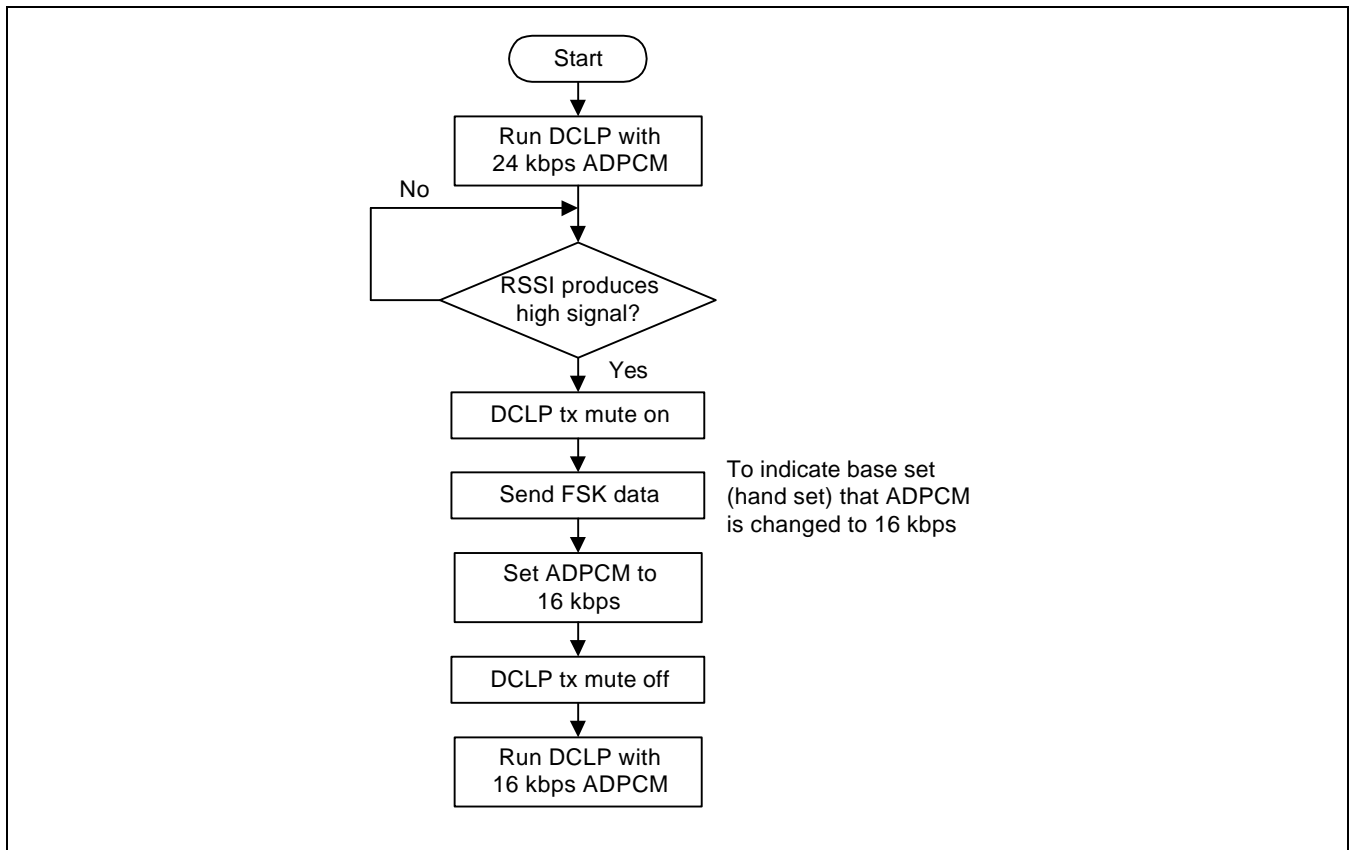 Start
Run DCLP with
24 kbps ADPCM
No
RSSI produces
high signal?
Yes
DCLP tx mute on
Send FSK data
To indicate base set
(hand set) that ADPCM
is changed to 16 kbps
Set ADPCM to
16 kbps
DCLP tx mute off
Run DCLP with
16 kbps ADPCM